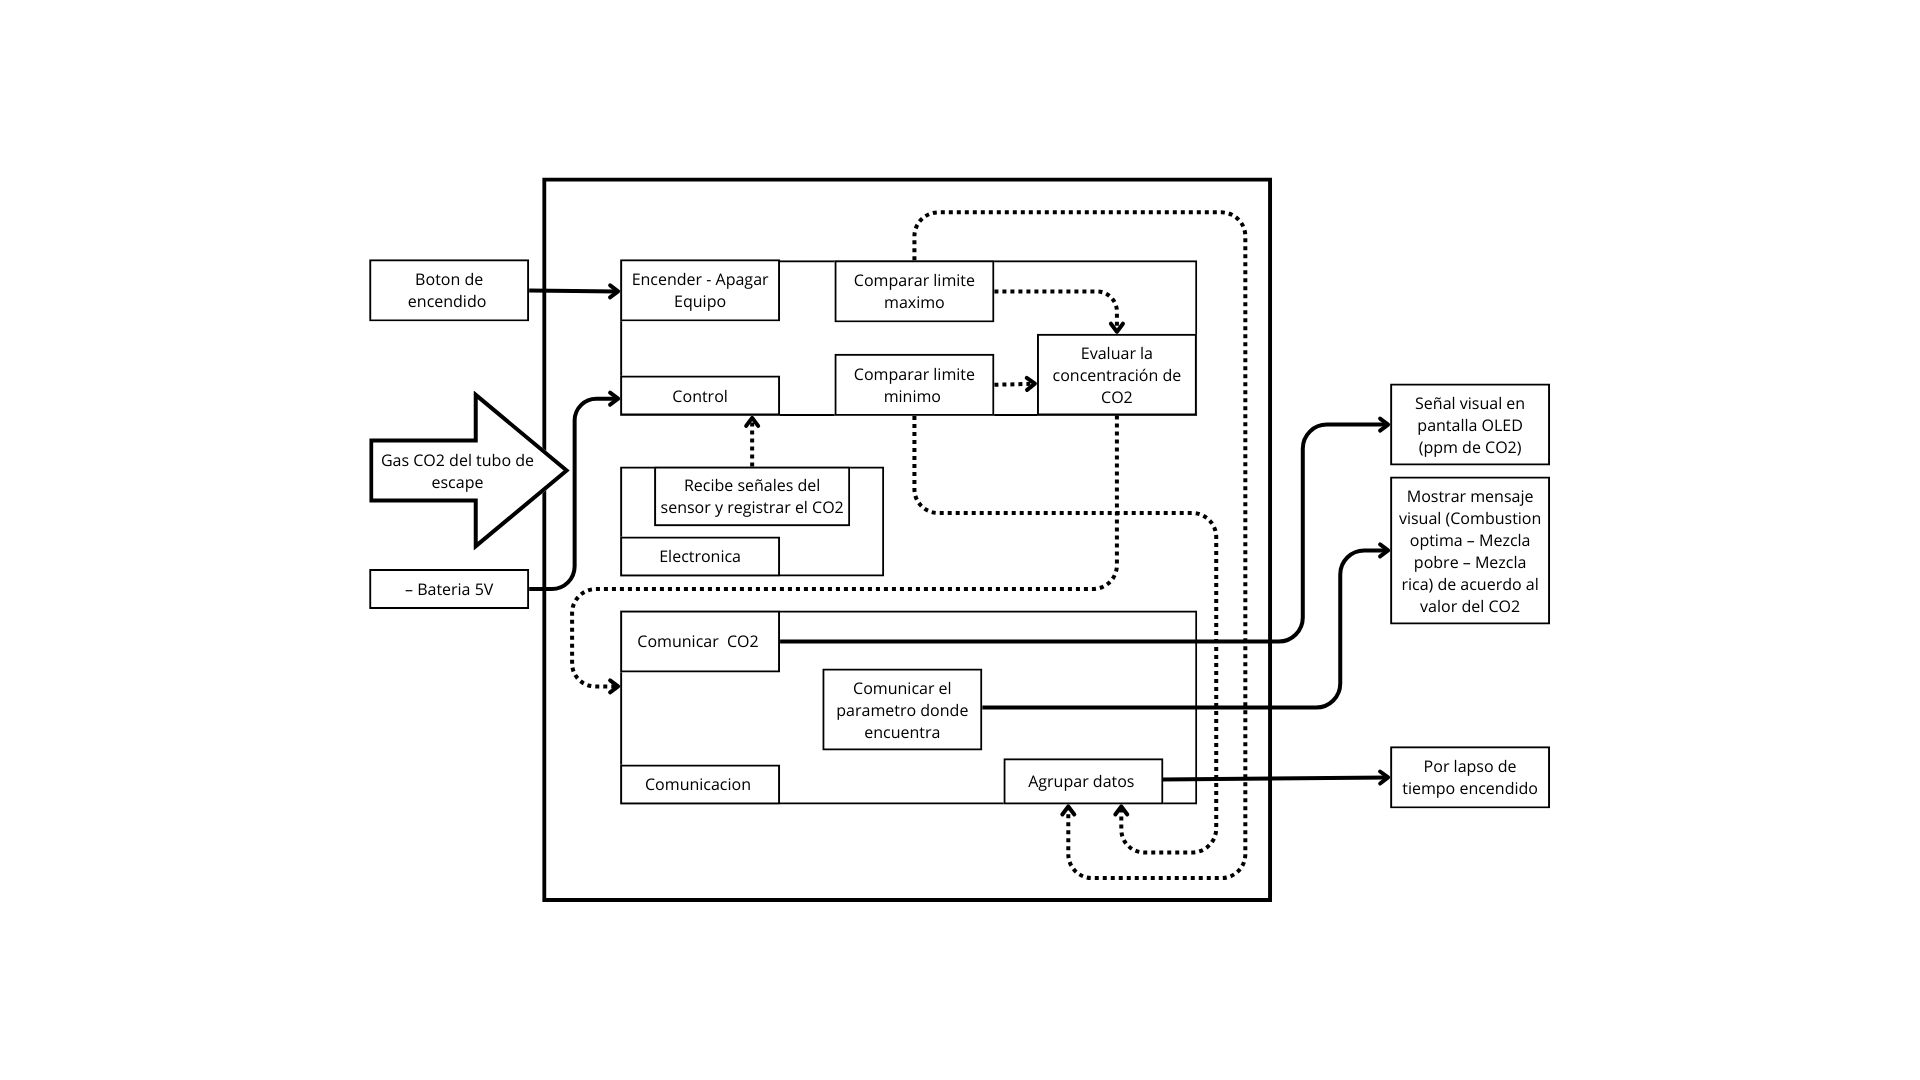 Boton de
encendido
Encender - Apagar
Equipo
Comparar limite
maximo
Evaluar la
concentración de
CO2
Comparar limite
minimo
Control
Gas CO2 del tubo de
escape
Recibe señales del
sensor y registrar el CO2
Electronica
– Bateria 5V
Señal visual en
pantalla OLED
(ppm de CO2)
Mostrar mensaje
visual (Combustion
optima – Mezcla
pobre – Mezcla
rica) de acuerdo al
valor del CO2
Comunicar  CO2
Comunicar el
parametro donde
encuentra
Comunicacion
Agrupar datos
Por lapso de
tiempo encendido